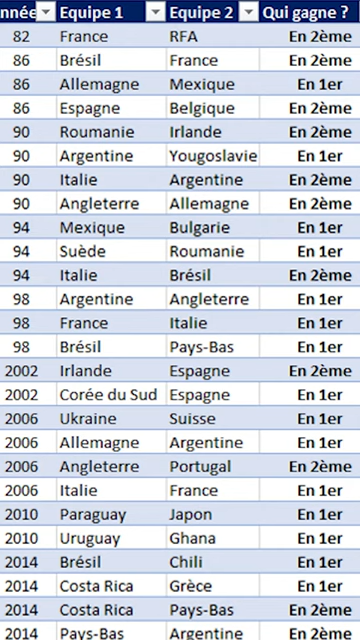 nnée Equipe 1 Equipe 2 Qui gagne ?
82 France RFA En 2ème
86 Brésil France En 2ème
86 Allemagne Mexique En 1er
86 Espagne Belgique En 2ème
90 Roumanie Irlande En 2ème
90 Argentine Yougoslavie En 1er
90 Italie Argentine En 2ème
90 Angleterre Allemagne En 2ème
94 Mexique Bulgarie En 1er
94 Suède Roumanie En 1er
94 Italie Brésil En 2ème
98 Argentine Angleterre En 1er
98 France Italie En 1er
98 Brésil Pays-Bas En 1er
2002 Irlande Espagne En 2ème
2002 Corée du Sud Espagne En 1er
2006 Ukraine Suisse En 1er
2006 Allemagne Argentine En 1er
2006 Angleterre Portugal En 2ème
2006 Italie France En 1er
2010 Paraguay Japon En 1er
2010 Uruguay Ghana En 1er
2014 Brésil Chili En 1er
2014 Costa Rica Grèce En 1er
2014 Costa Rica Pays-Bas En 2ème
2014 Pays-Bas Argentine En 2ème